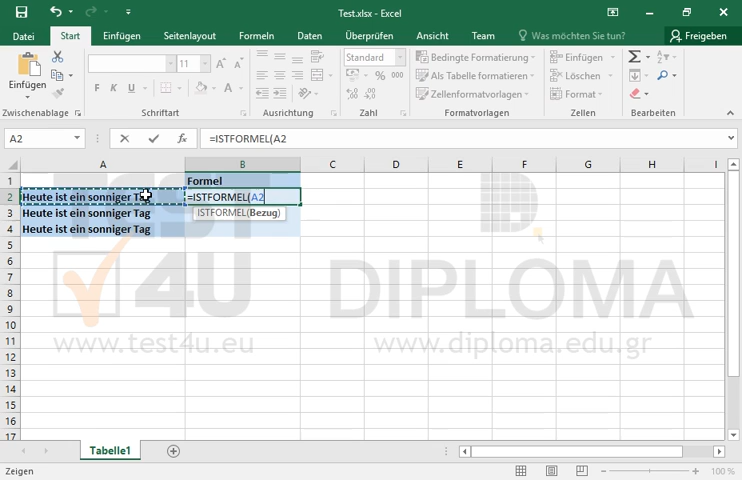 Test.xlsx - Excel
Datei Start Einfügen Seitenlayout Formeln Daten Überprüfen Ansicht Team Was möchten Sie tun? Freigeben
Einfügen
11
F K U
Standard
% 000
Bedingte Formatierung
Als Tabelle formatieren
Zellenformatvorlagen
Einfügen
Löschen
Format
Zwischenablage Schriftart Ausrichtung Zahl Formatvorlagen Zellen Bearbeiten
A2 fx =ISTFORMEL(A2
A B C D E F G H I
1 Formel
2 Heute ist ein sonniger Tag =ISTFORMEL(A2
3 Heute ist ein sonniger Tag ISTFORMEL(Bezug)
4 Heute ist ein sonniger Tag
5
6
7
8
9
10
11
12
13
14
15
16
17
TEST
4U
www.test4u.eu
DIPLOMA
www.diploma.edu.gr
Tabelle1
Zeigen 100 %